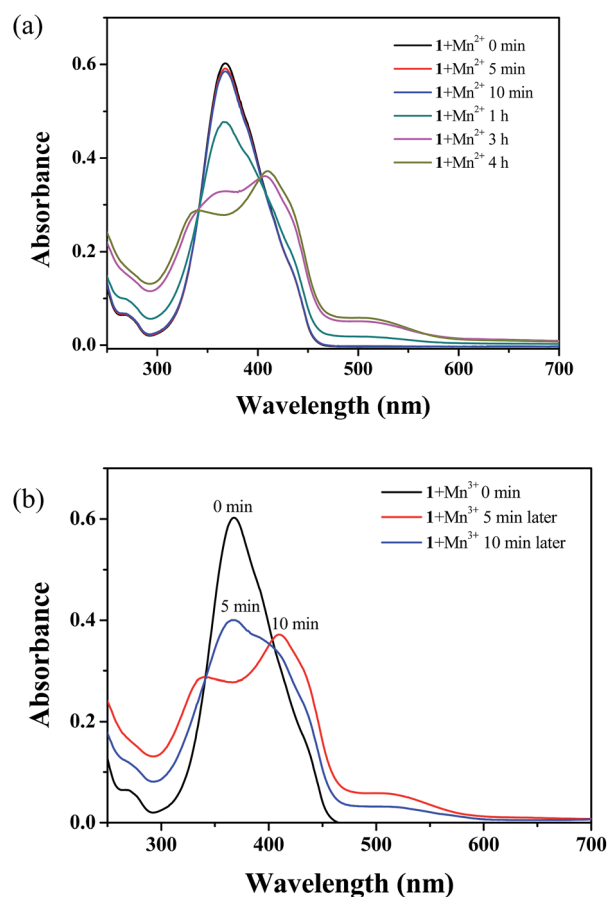 (a)
1+Mn²⁺ 0 min
1+Mn²⁺ 5 min
1+Mn²⁺ 10 min
1+Mn²⁺ 1 h
1+Mn²⁺ 3 h
1+Mn²⁺ 4 h
0.6
0.4
0.2
0.0
Absorbance
300 400 500 600 700
Wavelength (nm)
(b)
1+Mn³⁺ 0 min
1+Mn³⁺ 5 min later
1+Mn³⁺ 10 min later
0 min
5 min
10 min
0.6
0.4
0.2
0.0
Absorbance
300 400 500 600 700
Wavelength (nm)